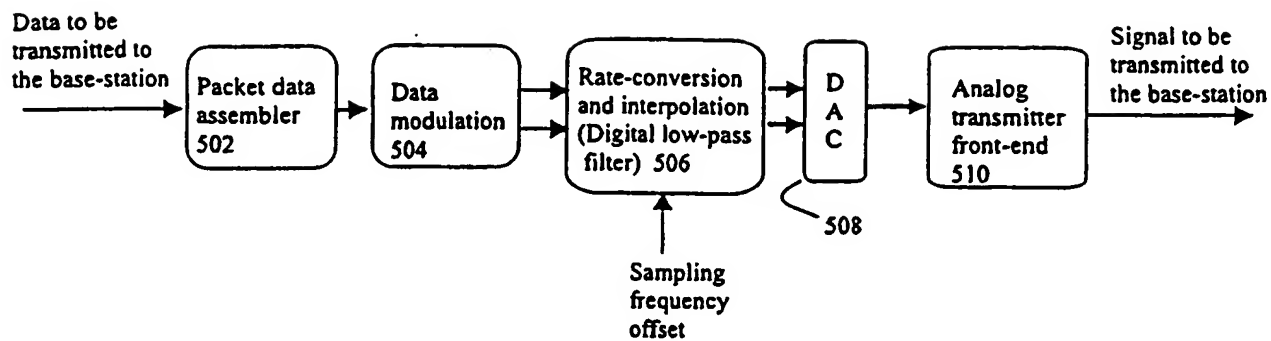 Data to be
transmitted to
the base-station
Packet data
assembler
502
Data
modulation
504
Rate-conversion
and interpolation
(Digital low-pass
filter) 506
D
A
C
508
Analog
transmitter
front-end
510
Signal to be
transmitted to
the base-station
Sampling
frequency
offset